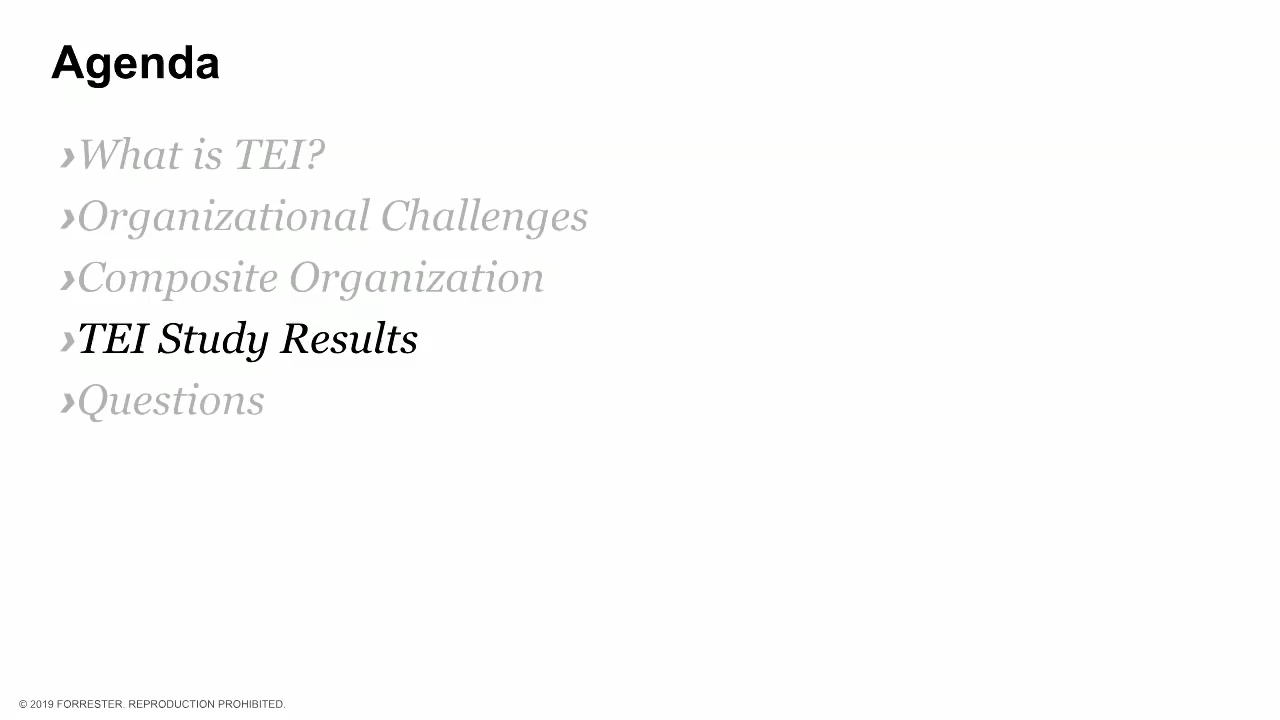 Agenda
›What is TEI?
›Organizational Challenges
›Composite Organization
›TEI Study Results
›Questions
© 2019 FORRESTER. REPRODUCTION PROHIBITED.